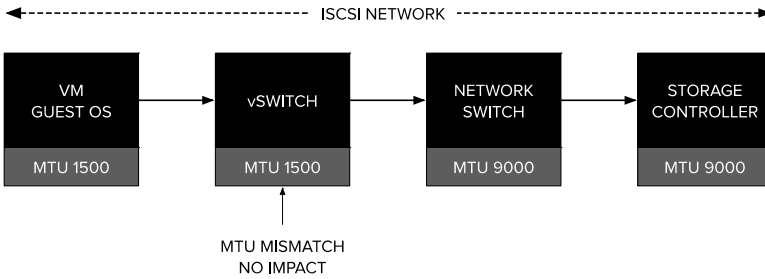 ISCSI NETWORK
VM
GUEST OS
MTU 1500
vSWITCH
MTU 1500
NETWORK
SWITCH
MTU 9000
STORAGE
CONTROLLER
MTU 9000
MTU MISMATCH
NO IMPACT